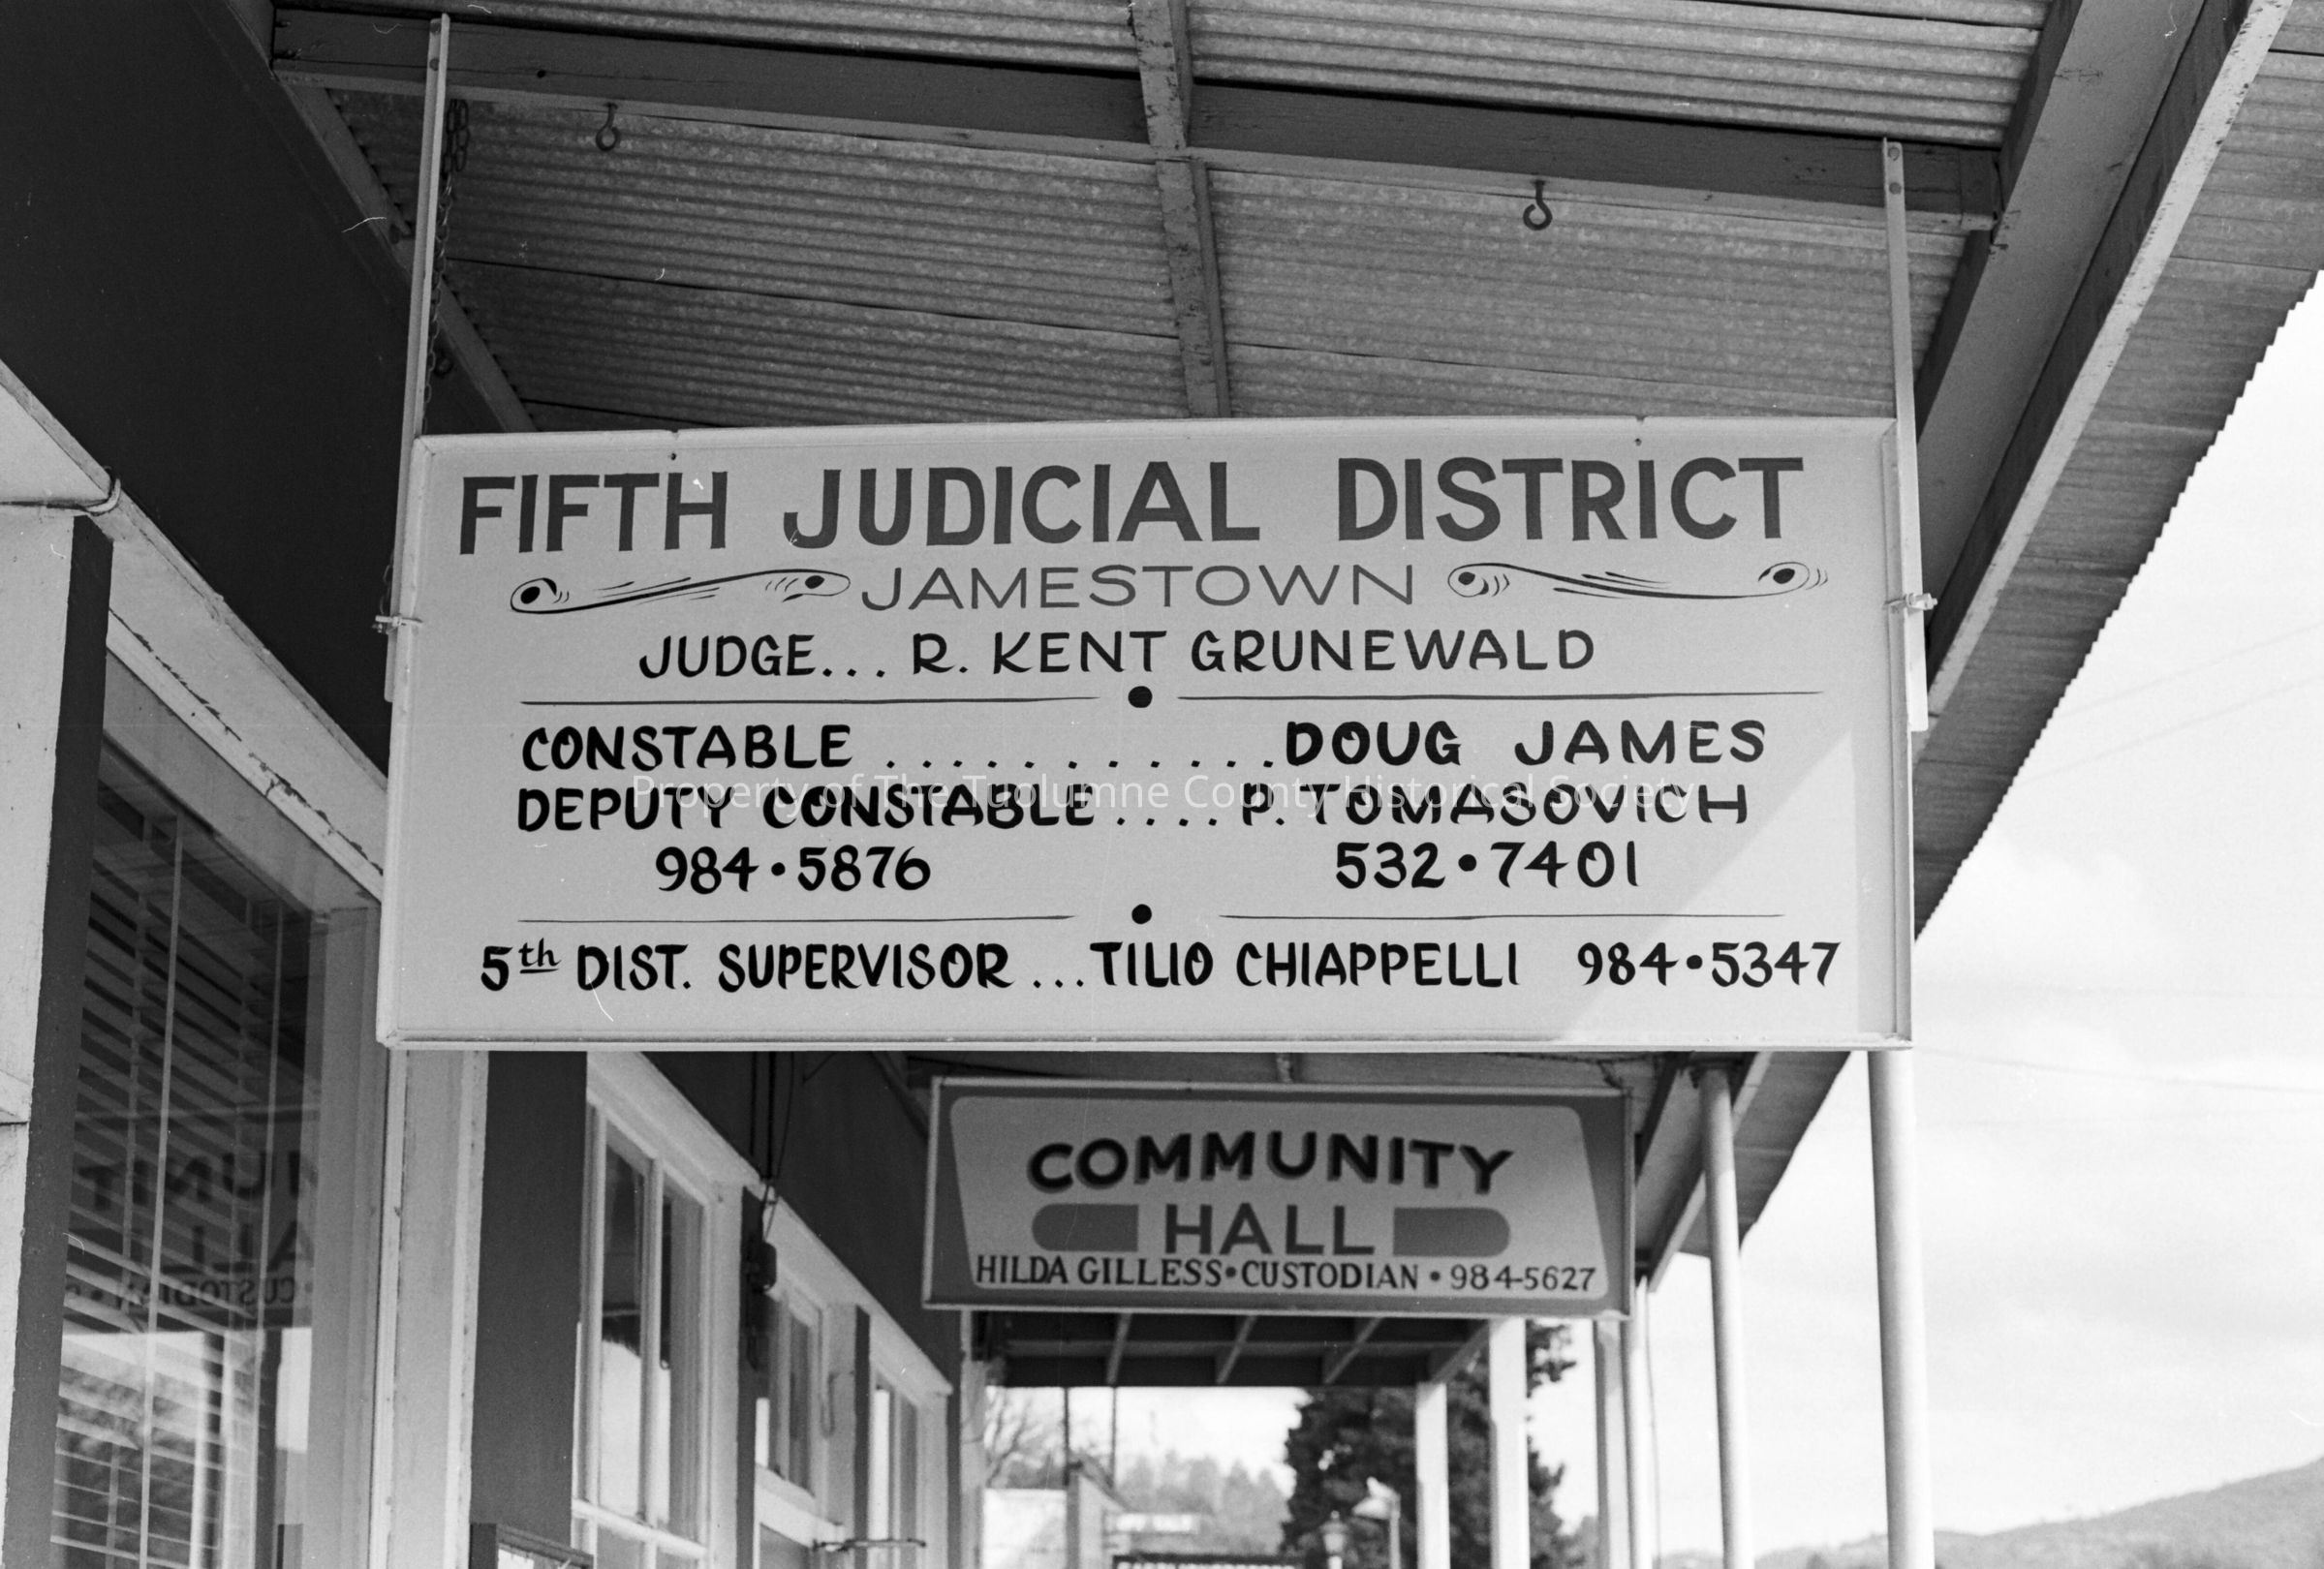 FIFTH JUDICIAL DISTRICT
JAMESTOWN
JUDGE... R. KENT GRUNEWALD
CONSTABLE ............DOUG JAMES
DEPUTY CONSTABLE....P. TOMASOVICH
984•5876 532•7401
5th DIST. SUPERVISOR...TILIO CHIAPPELLI 984•5347
Property of The Tuolumne County Historical Society
COMMUNITY
HALL
HILDA GILLESS•CUSTODIAN•984-5627